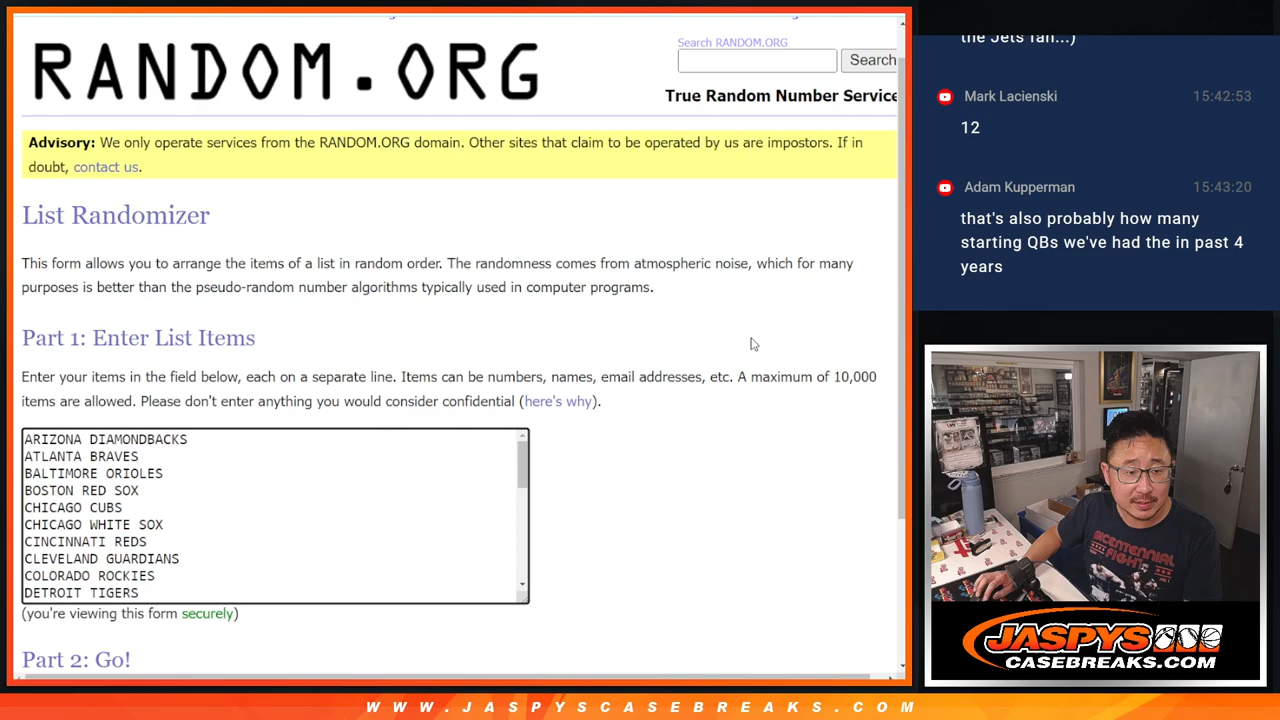 RANDOM.ORG
Search RANDOM.ORG
Search
True Random Number Service
Advisory: We only operate services from the RANDOM.ORG domain. Other sites that claim to be operated by us are impostors. If in
doubt, contact us.
List Randomizer
This form allows you to arrange the items of a list in random order. The randomness comes from atmospheric noise, which for many
purposes is better than the pseudo-random number algorithms typically used in computer programs.
Part 1: Enter List Items
Enter your items in the field below, each on a separate line. Items can be numbers, names, email addresses, etc. A maximum of 10,000
items are allowed. Please don't enter anything you would consider confidential (here's why).
ARIZONA DIAMONDBACKS
ATLANTA BRAVES
BALTIMORE ORIOLES
BOSTON RED SOX
CHICAGO CUBS
CHICAGO WHITE SOX
CINCINNATI REDS
CLEVELAND GUARDIANS
COLORADO ROCKIES
DETROIT TIGERS
(you're viewing this form securely)
Part 2: Go!
the Jets fan...)
Mark Lacienski 15:42:53
12
Adam Kupperman 15:43:20
that's also probably how many
starting QBs we've had the in past 4
years
BICENTENNIAL
FIGHT
JASPYS
CASEBREAKS.COM
WWW.JASPYSCASEBREAKS.COM